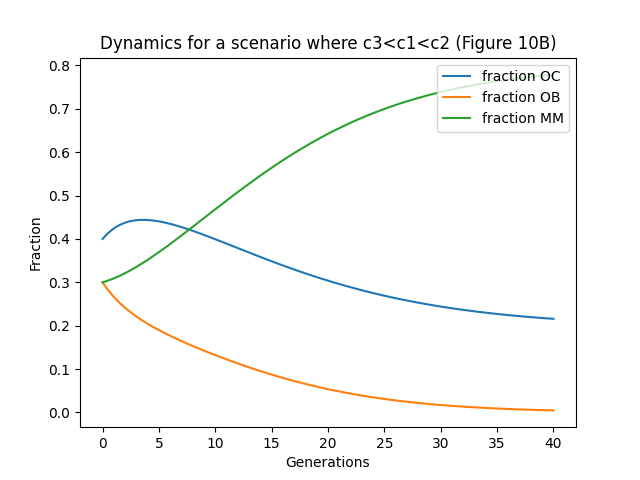 Dynamics for a scenario where c3<c1<c2 (Figure 10B)
fraction OC
fraction OB
fraction MM
Fraction
0.8
0.7
0.6
0.5
0.4
0.3
0.2
0.1
0.0
0 5 10 15 20 25 30 35 40
Generations